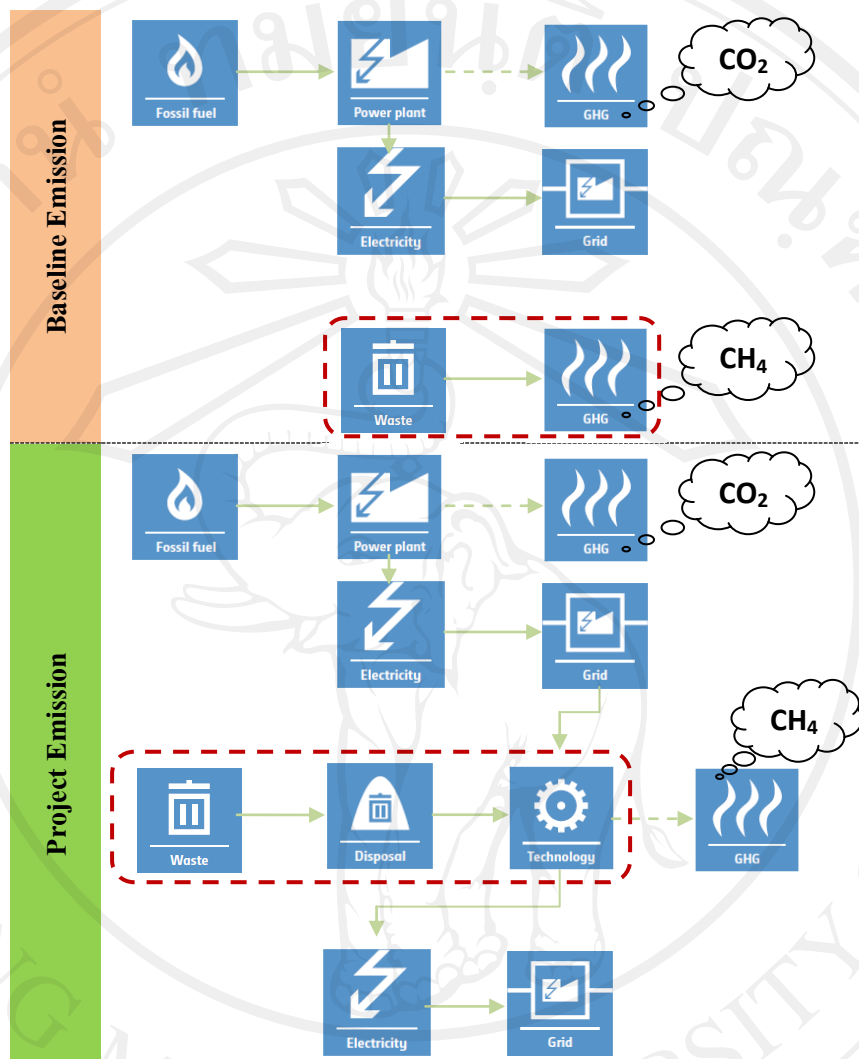 Baseline Emission
Fossil fuel
Power plant
GHG
CO₂
Electricity
Grid
Waste
GHG
CH₄
Project Emission
Fossil fuel
Power plant
GHG
CO₂
Electricity
Grid
CH₄
Waste
Disposal
Technology
GHG
Electricity
Grid